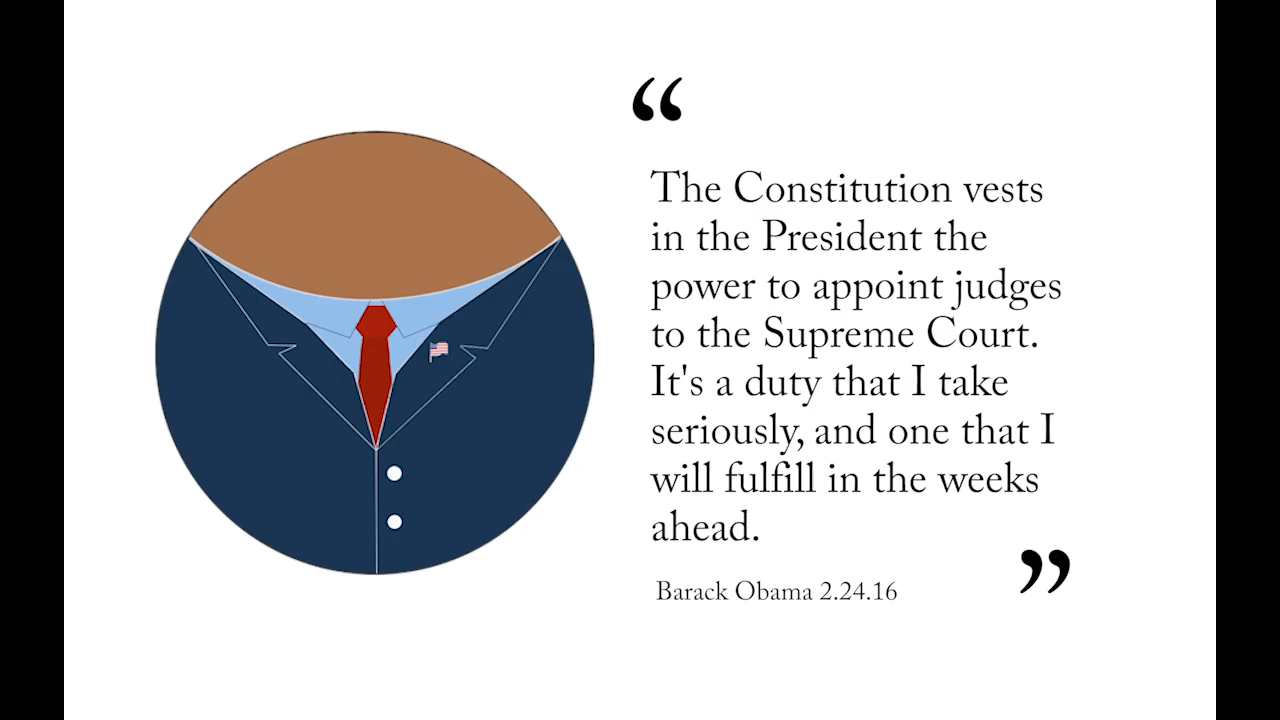 “
The Constitution vests
in the President the
power to appoint judges
to the Supreme Court.
It's a duty that I take
seriously, and one that I
will fulfill in the weeks
ahead.
”
Barack Obama 2.24.16